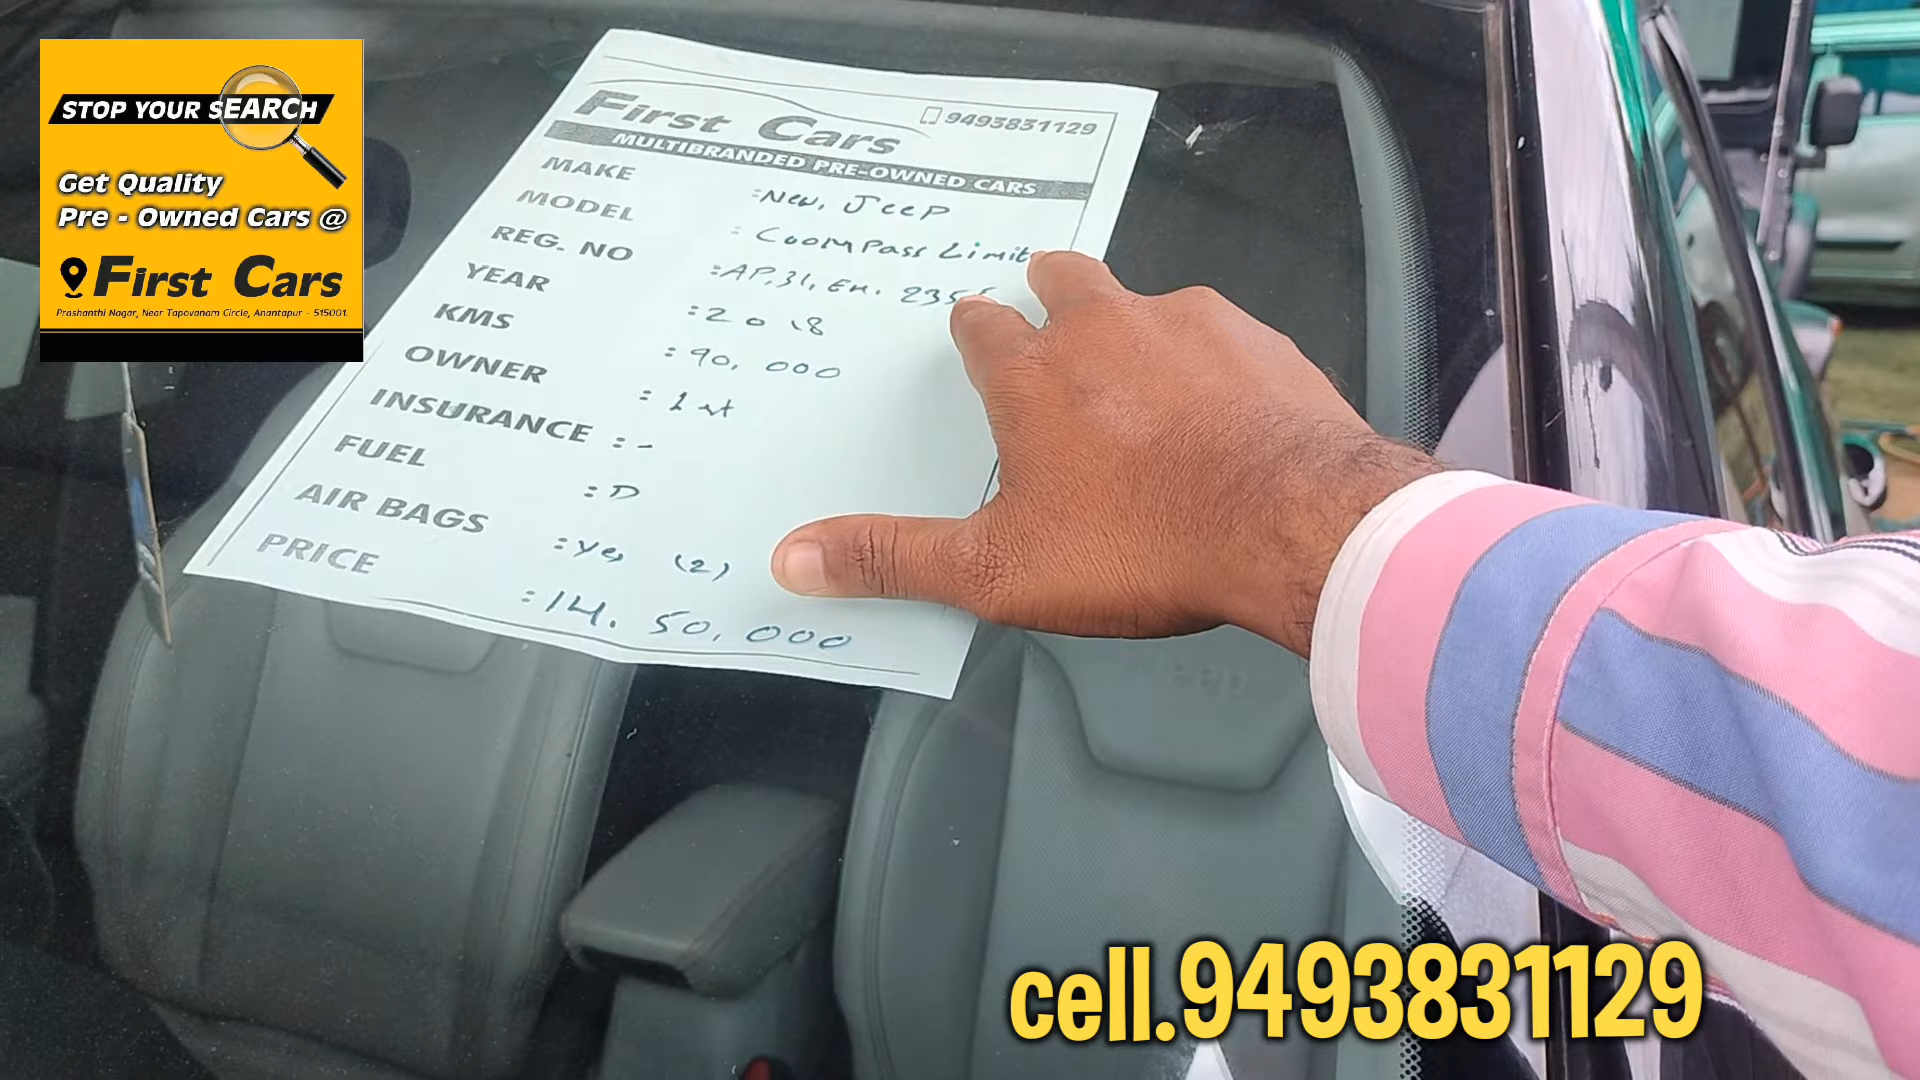 STOP YOUR SEARCH
Get Quality
Pre - Owned Cars @
First Cars
Prashanthi Nagar, Near Tapovanam Circle, Anantapur - 515001.
First Cars
9493831129
MULTIBRANDED PRE-OWNED CARS
MAKE : New, Jeep
MODEL : Coompass Limit
REG. NO : AP, 31, EH. 235
YEAR : 2018
KMS : 90, 000
OWNER : 1st
INSURANCE : -
FUEL : D
AIR BAGS : Yes (2)
PRICE : 14. 50, 000
cell.9493831129